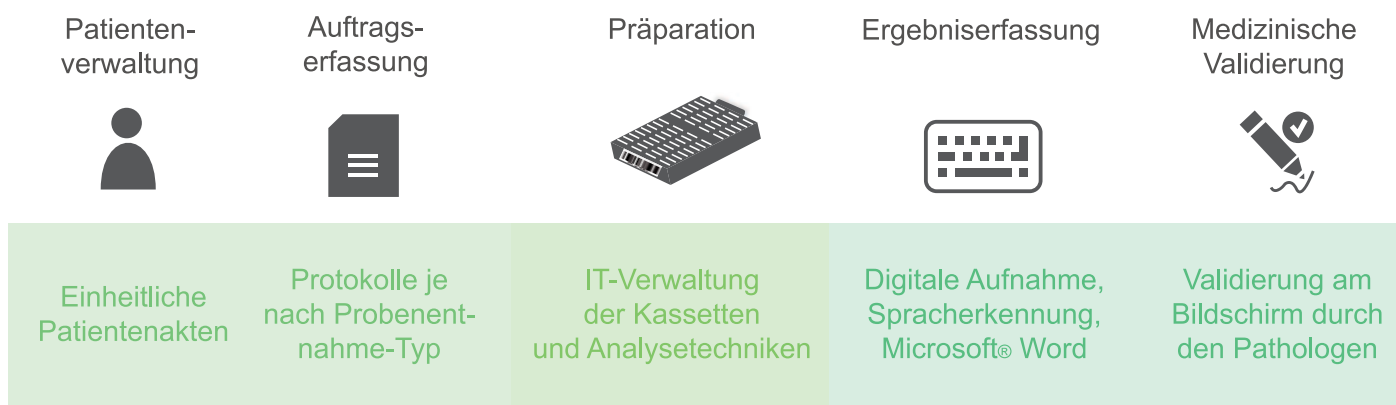 Patienten-
verwaltung
Auftrags-
erfassung
Präparation
Ergebniserfassung
Medizinische
Validierung
Einheitliche
Patientenakten
Protokolle je
nach Probenent-
nahme-Typ
IT-Verwaltung
der Kassetten
und Analysetechniken
Digitale Aufnahme,
Spracherkennung,
Microsoft® Word
Validierung am
Bildschirm durch
den Pathologen